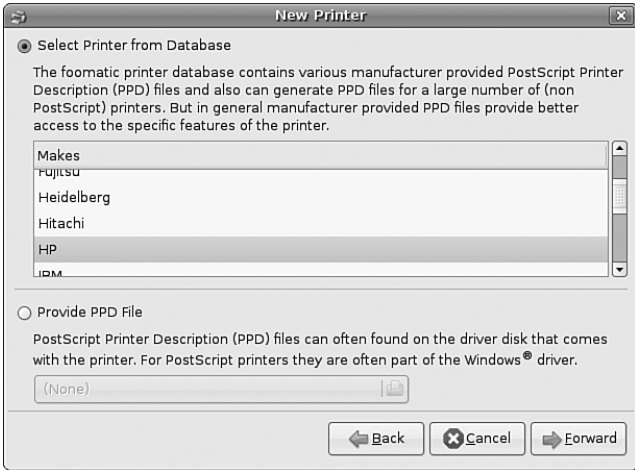 New Printer
Select Printer from Database
The foomatic printer database contains various manufacturer provided PostScript Printer
Description (PPD) files and also can generate PPD files for a large number of (non
PostScript) printers. But in general manufacturer provided PPD files provide better
access to the specific features of the printer.
Makes
Fujitsu
Heidelberg
Hitachi
HP
IBM
Provide PPD File
PostScript Printer Description (PPD) files can often found on the driver disk that comes
with the printer. For PostScript printers they are often part of the Windows® driver.
(None)
Back Cancel Forward